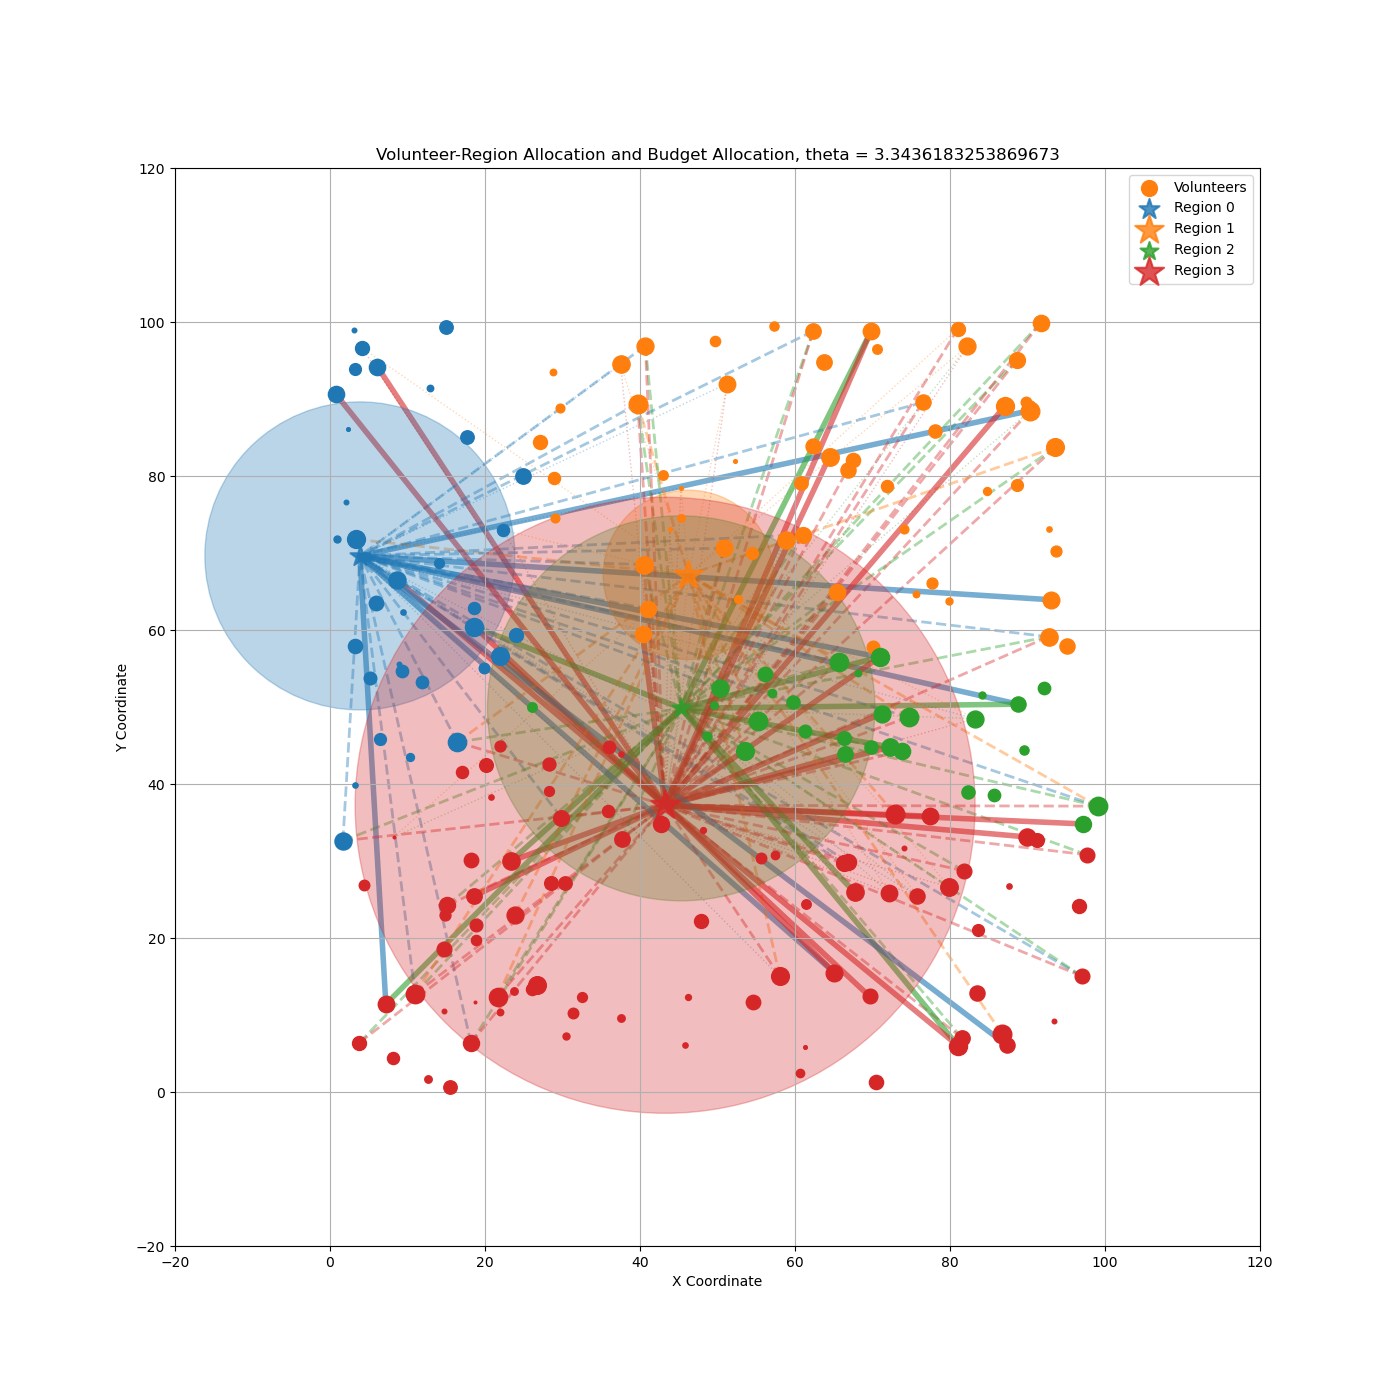 Volunteer-Region Allocation and Budget Allocation, theta = 3.3436183253869673
Volunteers
Region 0
Region 1
Region 2
Region 3
120
100
80
60
40
20
0
−20
Y Coordinate
−20 0 20 40 60 80 100 120
X Coordinate